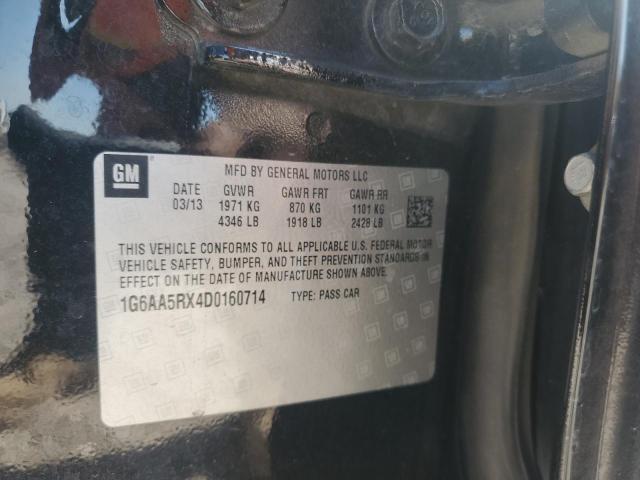 GM
MFD BY GENERAL MOTORS LLC
DATE GVWR GAWR FRT GAWR RR
03/13 1971 KG 870 KG 1101 KG
4346 LB 1918 LB 2428 LB
THIS VEHICLE CONFORMS TO ALL APPLICABLE U.S. FEDERAL MOTOR
VEHICLE SAFETY, BUMPER, AND THEFT PREVENTION STANDARDS IN
EFFECT ON THE DATE OF MANUFACTURE SHOWN ABOVE.
1G6AA5RX4D0160714 TYPE: PASS CAR